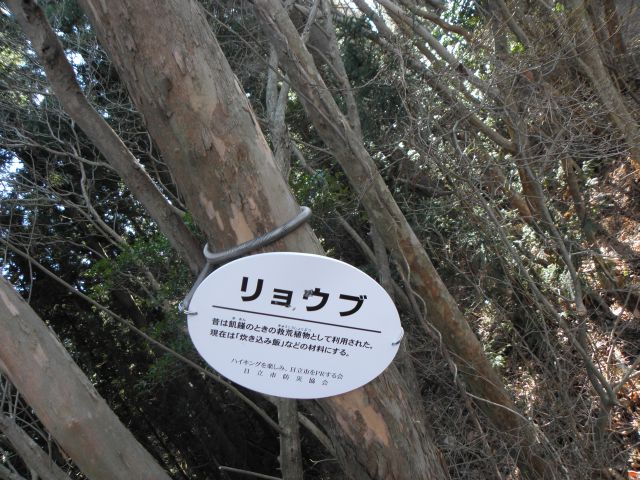 リョウブ
昔は飢饉のときの救荒植物として利用された。
現在は「炊き込み飯」などの材料にする。
ハイキングを楽しみ、日立市をPRする会
日立市防災協会